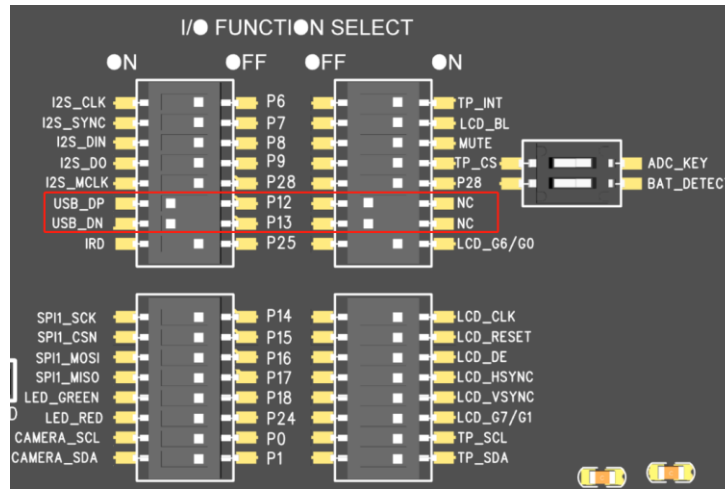 I/O FUNCTION SELECT
ON OFF OFF ON
I2S_CLK P6 TP_INT
I2S_SYNC P7 LCD_BL
I2S_DIN P8 MUTE
I2S_DO P9 TP_CS ADC_KEY
I2S_MCLK P28 P28 BAT_DETEC
USB_DP P12 NC
USB_DN P13 NC
IRD P25 LCD_G6/G0
SPI1_SCK P14 LCD_CLK
SPI1_CSN P15 LCD_RESET
SPI1_MOSI P16 LCD_DE
SPI1_MISO P17 LCD_HSYNC
LED_GREEN P18 LCD_VSYNC
LED_RED P24 LCD_G7/G1
CAMERA_SCL P0 TP_SCL
CAMERA_SDA P1 TP_SDA